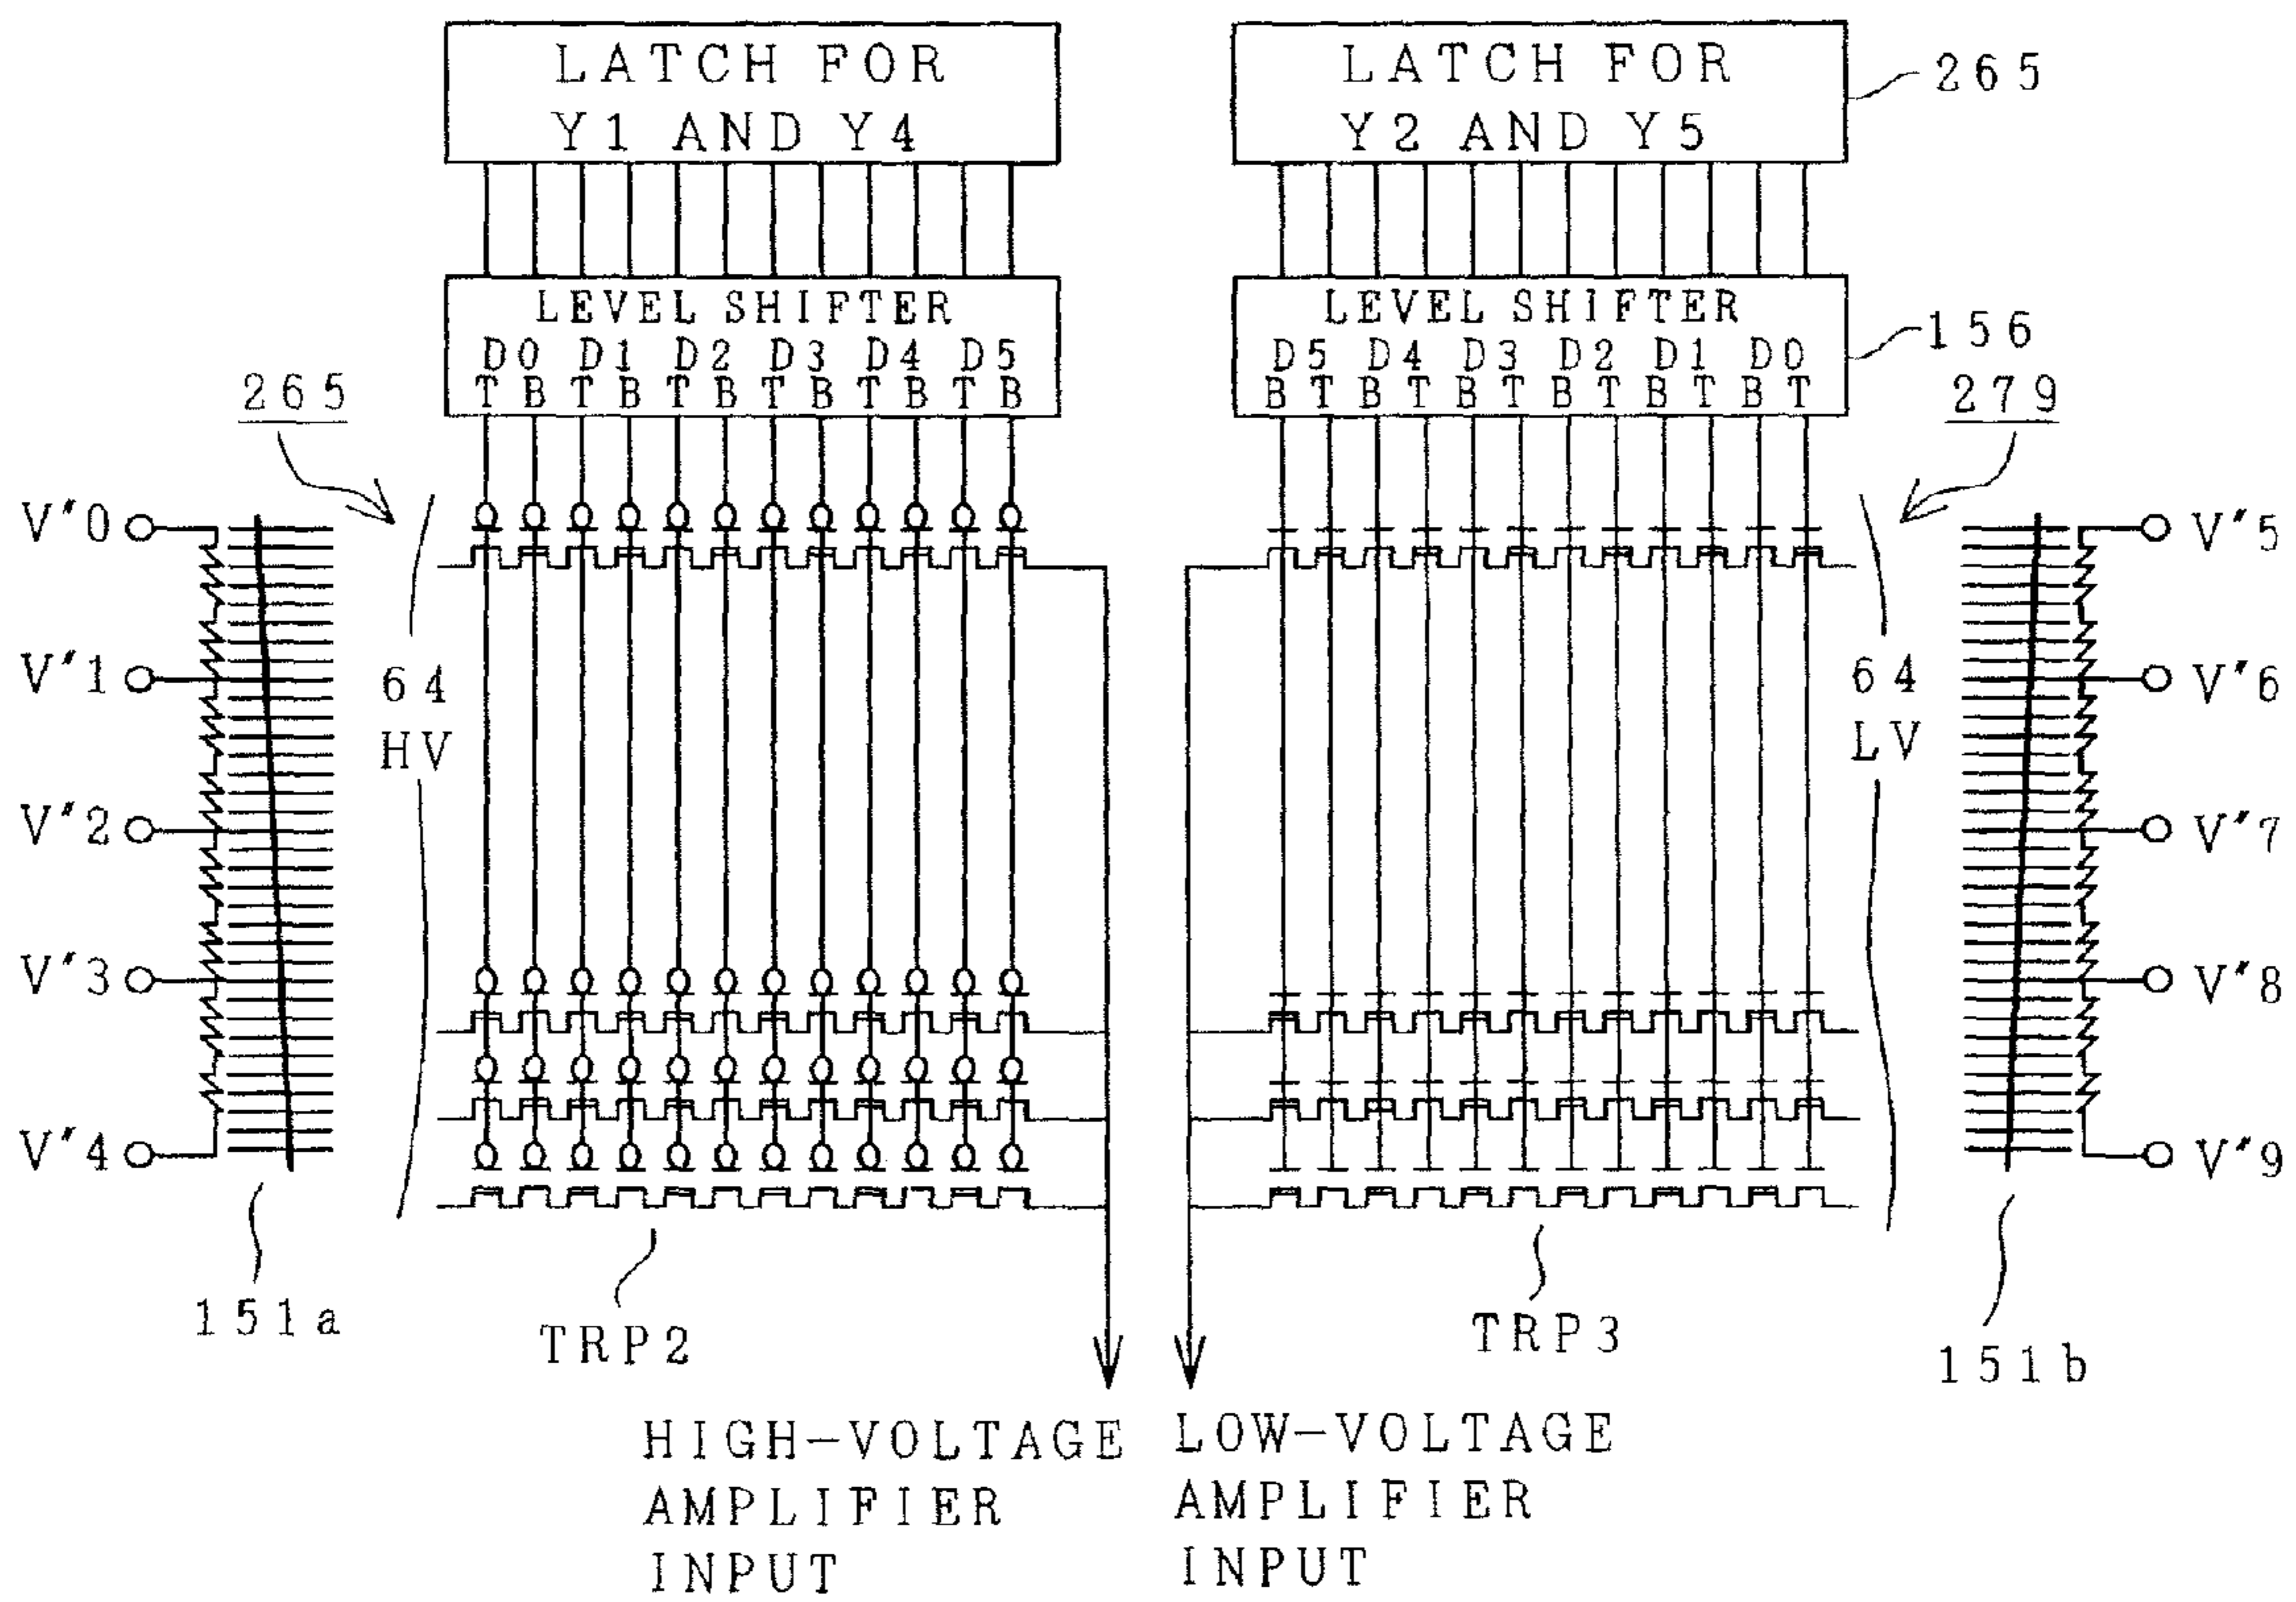 LATCH FOR
Y1 AND Y4
LATCH FOR
Y2 AND Y5
265
LEVEL SHIFTER
D0 D1 D2 D3 D4 D5
T B T B T B T B T B T B
LEVEL SHIFTER
D5 D4 D3 D2 D1 D0
B T B T B T B T B T B T
156
265
279
V"0
V"1
V"2
V"3
V"4
64
HV
64
LV
V"5
V"6
V"7
V"8
V"9
151a
TRP2
TRP3
151b
HIGH-VOLTAGE
AMPLIFIER
INPUT
LOW-VOLTAGE
AMPLIFIER
INPUT